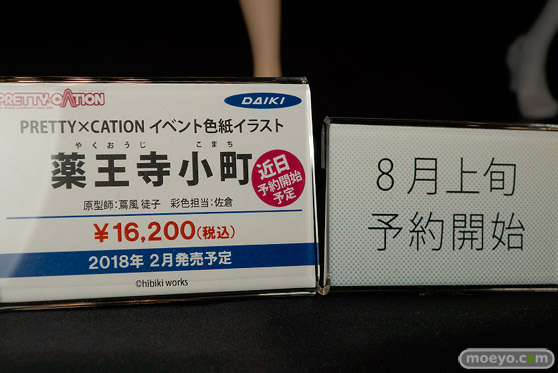 PRETTY×CATION
DAIKI
PRETTY×CATION イベント色紙イラスト
やくおうじ こまち
薬王寺小町
近日
予約開始
予定
原型師：蔦風 徒子 彩色担当：佐倉
¥16,200(税込)
2018年 2月発売予定
©hibiki works
8月上旬
予約開始
moeyo.com